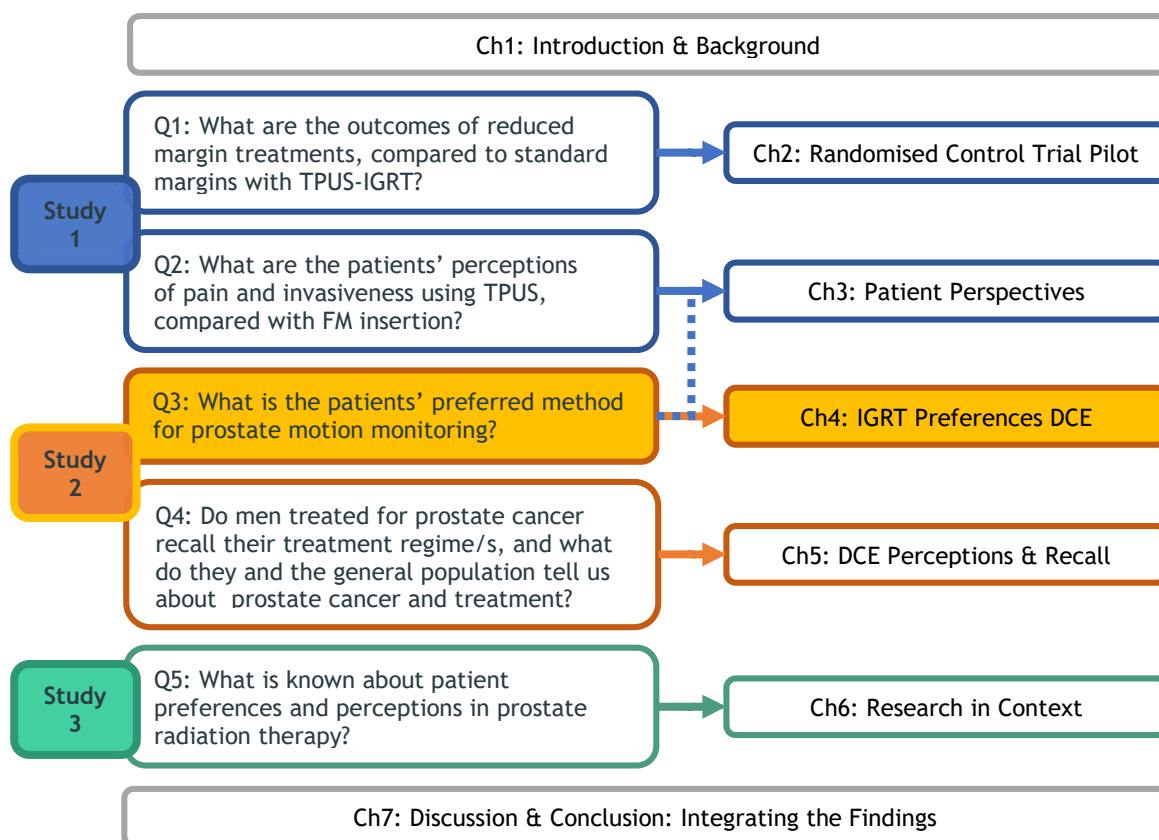 Ch1: Introduction & Background
Q1: What are the outcomes of reduced
margin treatments, compared to standard
margins with TPUS-IGRT?
Ch2: Randomised Control Trial Pilot
Study
1
Q2: What are the patients’ perceptions
of pain and invasiveness using TPUS,
compared with FM insertion?
Ch3: Patient Perspectives
Q3: What is the patients’ preferred method
for prostate motion monitoring?
Ch4: IGRT Preferences DCE
Study
2
Q4: Do men treated for prostate cancer
recall their treatment regime/s, and what
do they and the general population tell us
about prostate cancer and treatment?
Ch5: DCE Perceptions & Recall
Study
3
Q5: What is known about patient
preferences and perceptions in prostate
radiation therapy?
Ch6: Research in Context
Ch7: Discussion & Conclusion: Integrating the Findings